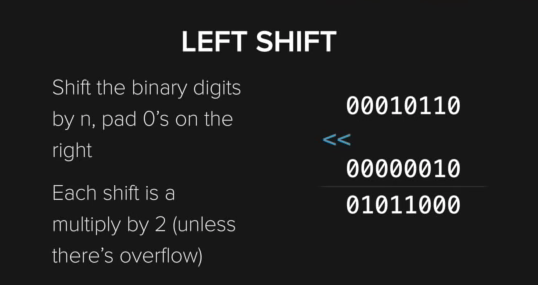 LEFT SHIFT
Shift the binary digits
by n, pad 0's on the
right
Each shift is a
multiply by 2 (unless
there's overflow)
00010110
<<
00000010
01011000